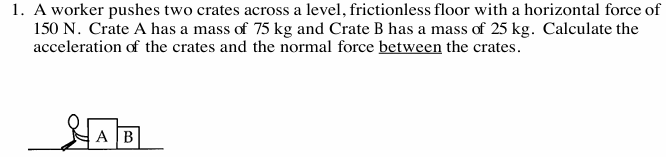 1. A worker pushes two crates across a level, frictionless floor with a horizontal force of
150 N. Crate A has a mass of 75 kg and Crate B has a mass of 25 kg. Calculate the
acceleration of the crates and the normal force between the crates.
A B